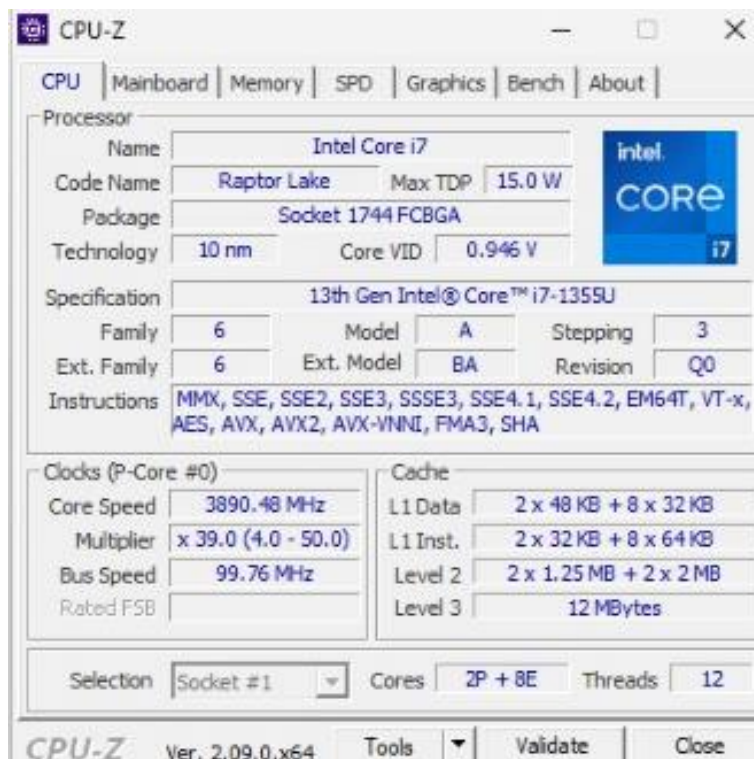 CPU-Z
CPU Mainboard Memory SPD Graphics Bench About
Processor
Name Intel Core i7
Code Name Raptor Lake Max TDP 15.0 W
Package Socket 1744 FCBGA
Technology 10 nm Core VID 0.946 V
intel.
CORe
i7
Specification 13th Gen Intel® Core™ i7-1355U
Family 6 Model A Stepping 3
Ext. Family 6 Ext. Model BA Revision Q0
Instructions MMX, SSE, SSE2, SSE3, SSSE3, SSE4.1, SSE4.2, EM64T, VT-x,
AES, AVX, AVX2, AVX-VNNI, FMA3, SHA
Clocks (P-Core #0)
Core Speed 3890.48 MHz
Multiplier x 39.0 (4.0 - 50.0)
Bus Speed 99.76 MHz
Rated FSB
Cache
L1 Data 2 x 48 KB + 8 x 32 KB
L1 Inst. 2 x 32 KB + 8 x 64 KB
Level 2 2 x 1.25 MB + 2 x 2 MB
Level 3 12 MBytes
Selection Socket #1 Cores 2P + 8E Threads 12
CPU-Z Ver. 2.09.0.x64 Tools Validate Close